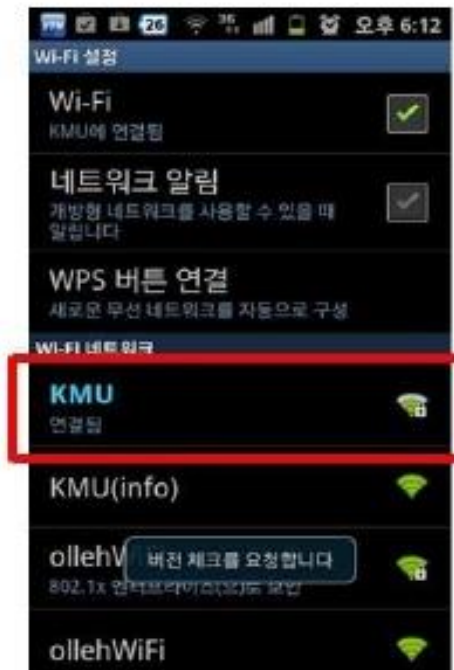 26 3G 오후 6:12
Wi-Fi 설정
Wi-Fi
KMU에 연결됨
네트워크 알림
개방형 네트워크를 사용할 수 있을 때
알립니다
WPS 버튼 연결
새로운 무선 네트워크를 자동으로 구성
Wi-Fi 네트워크
KMU
연결됨
KMU(info)
ollehW
버전 체크를 요청합니다
802.1x
ollehWiFi